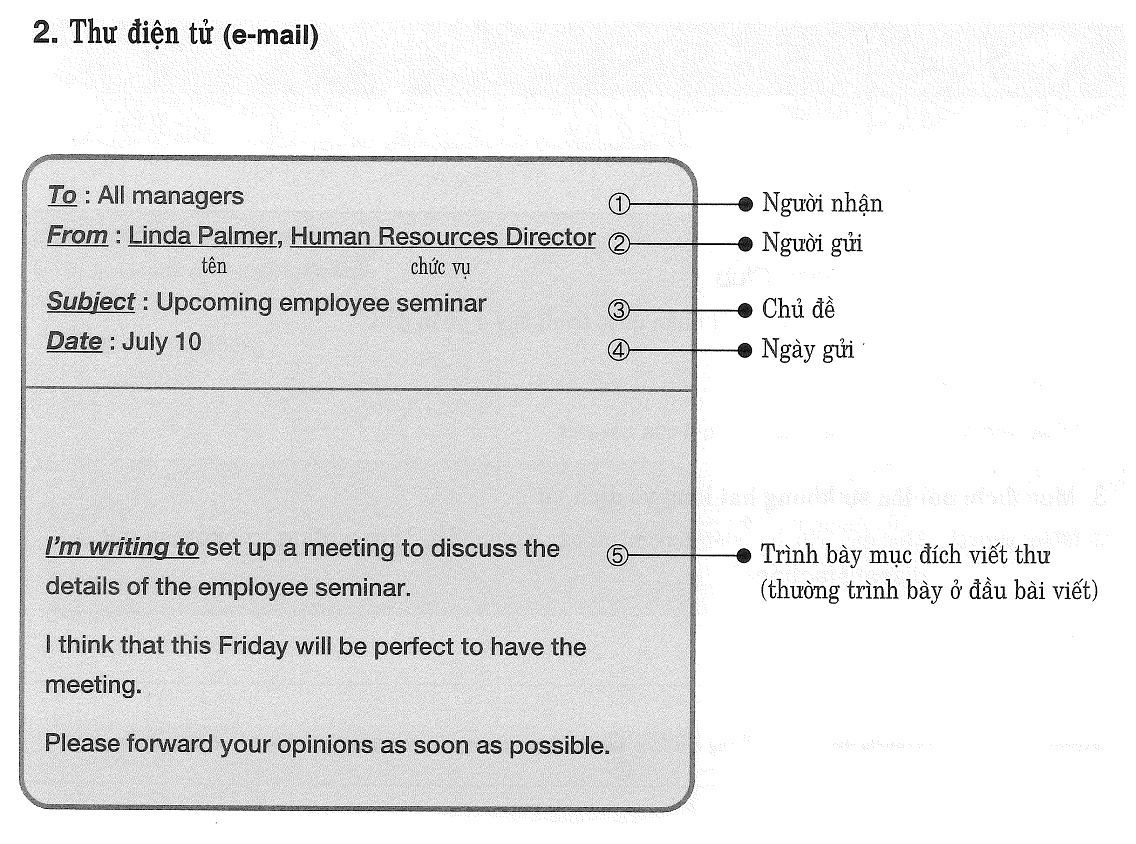 2. Thư điện tử (e-mail)
To : All managers ① Người nhận
From : Linda Palmer, Human Resources Director ② Người gửi
tên chức vụ
Subject : Upcoming employee seminar ③ Chủ đề
Date : July 10 ④ Ngày gửi
I'm writing to set up a meeting to discuss the ⑤ Trình bày mục đích viết thư
details of the employee seminar. (thường trình bày ở đầu bài viết)
I think that this Friday will be perfect to have the
meeting.
Please forward your opinions as soon as possible.